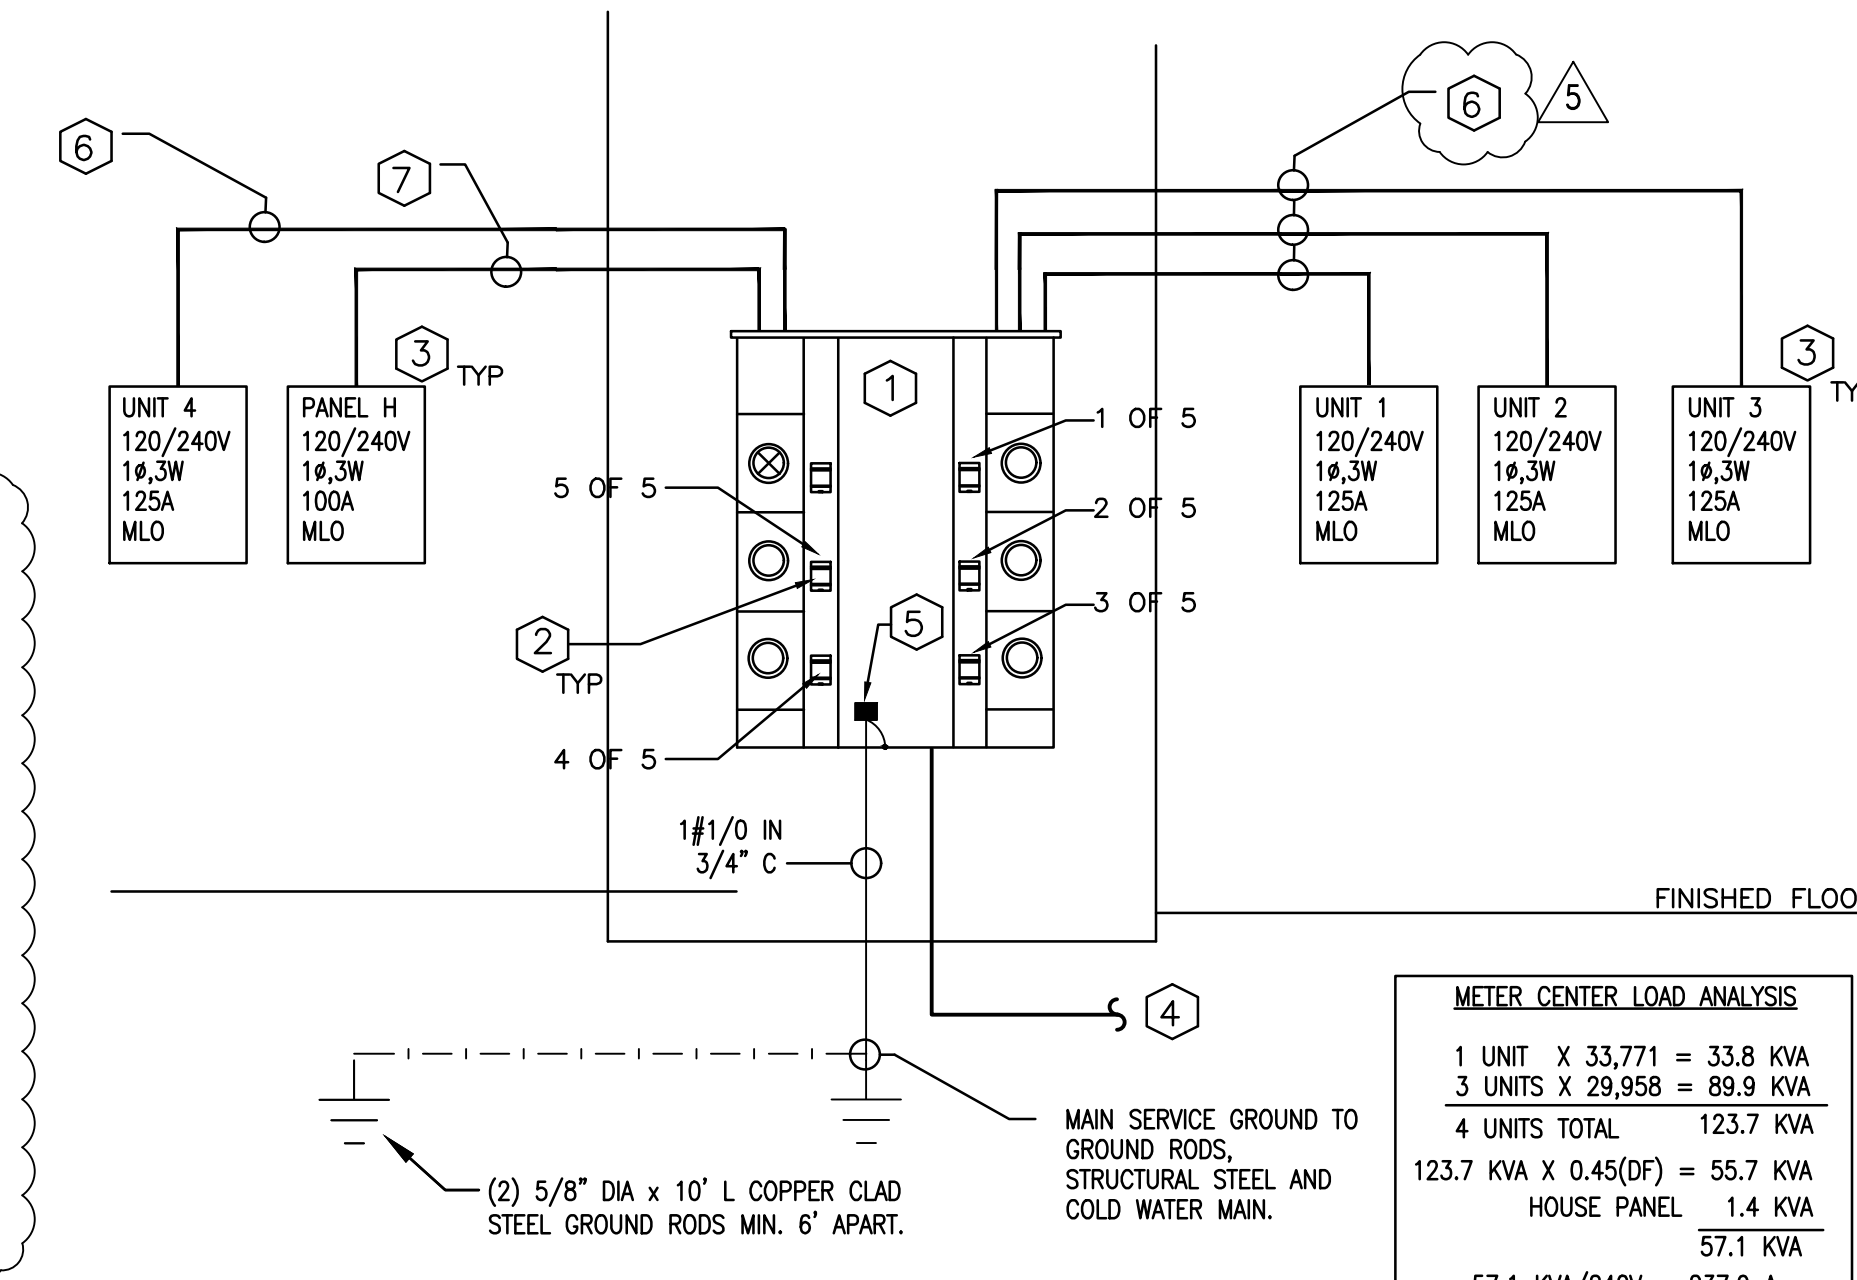 6
5
6
7
3
TYP
3
1
UNIT 4
120/240V
1ø,3W
125A
MLO
PANEL H
120/240V
1ø,3W
100A
MLO
UNIT 1
120/240V
1ø,3W
125A
MLO
UNIT 2
120/240V
1ø,3W
125A
MLO
UNIT 3
120/240V
1ø,3W
125A
MLO
1 OF 5
5 OF 5
2 OF 5
3 OF 5
5
2
TYP
4 OF 5
1#1/0 IN
3/4" C
4
MAIN SERVICE GROUND TO
GROUND RODS,
STRUCTURAL STEEL AND
COLD WATER MAIN.
(2) 5/8" DIA x 10' L COPPER CLAD
STEEL GROUND RODS MIN. 6' APART.
FINISHED
METER CENTER LOAD ANALYSIS
1 UNIT X 33,771 = 33.8 KVA
3 UNITS X 29,958 = 89.9 KVA
4 UNITS TOTAL 123.7 KVA
123.7 KVA X 0.45(DF) = 55.7 KVA
HOUSE PANEL 1.4 KVA
57.1 KVA